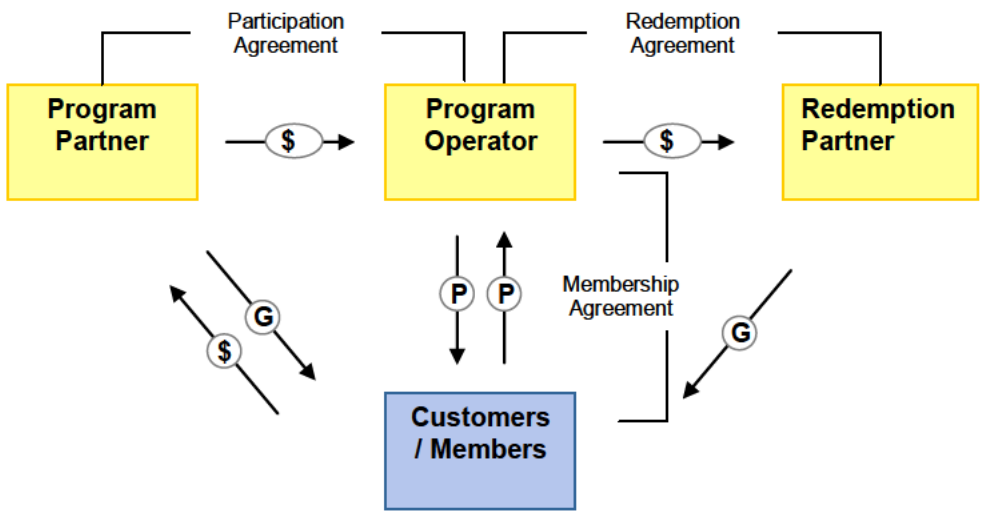 Participation
Agreement
Redemption
Agreement
Program
Partner
$
Program
Operator
$
Redemption
Partner
P
P
Membership
Agreement
G
$
G
Customers
/ Members